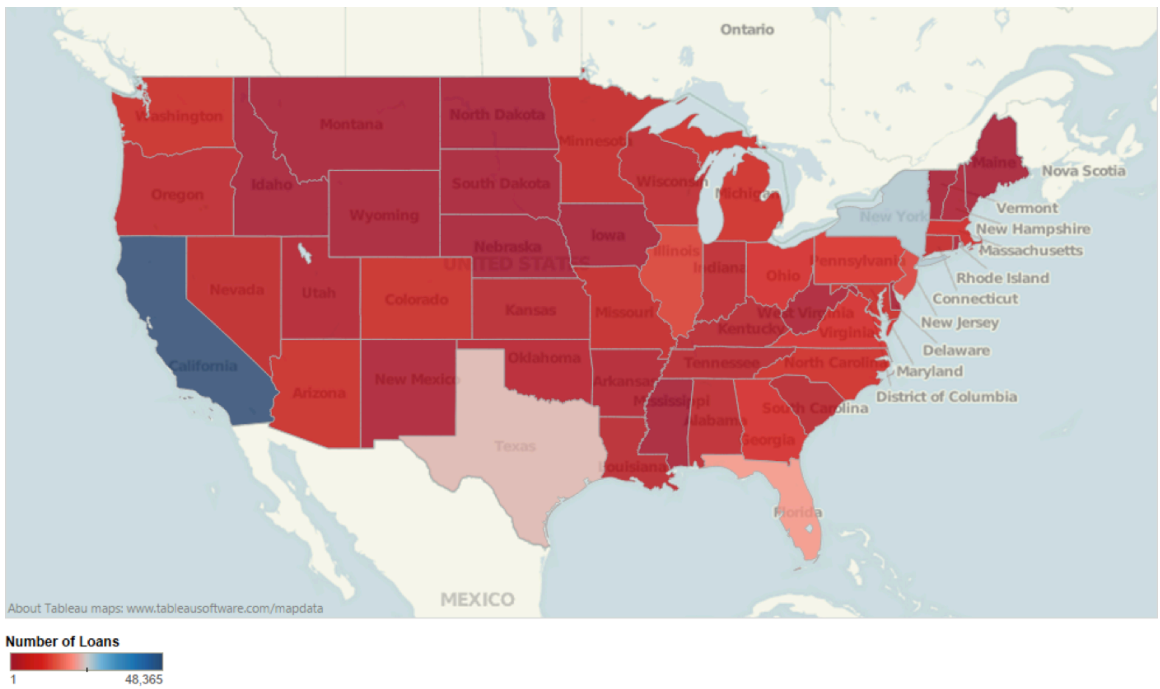 Ontario
Washington
Montana
North Dakota
Minnesota
Maine
Nova Scotia
Oregon
Idaho
South Dakota
Wisconsin
Michigan
Vermont
Wyoming
New York
New Hampshire
Iowa
Massachusetts
Nebraska
UNITED STATES
Illinois
Indiana
Ohio
Pennsylvania
Rhode Island
Nevada
Utah
Colorado
Connecticut
Kansas
Missouri
West Virginia
Kentucky
Virginia
New Jersey
Delaware
California
Oklahoma
Tennessee
North Carolina
Maryland
Arizona
New Mexico
Arkansas
Mississippi
District of Columbia
Alabama
South Carolina
Texas
Georgia
Louisiana
Florida
MEXICO
About Tableau maps: www.tableausoftware.com/mapdata
Number of Loans
1 48,365